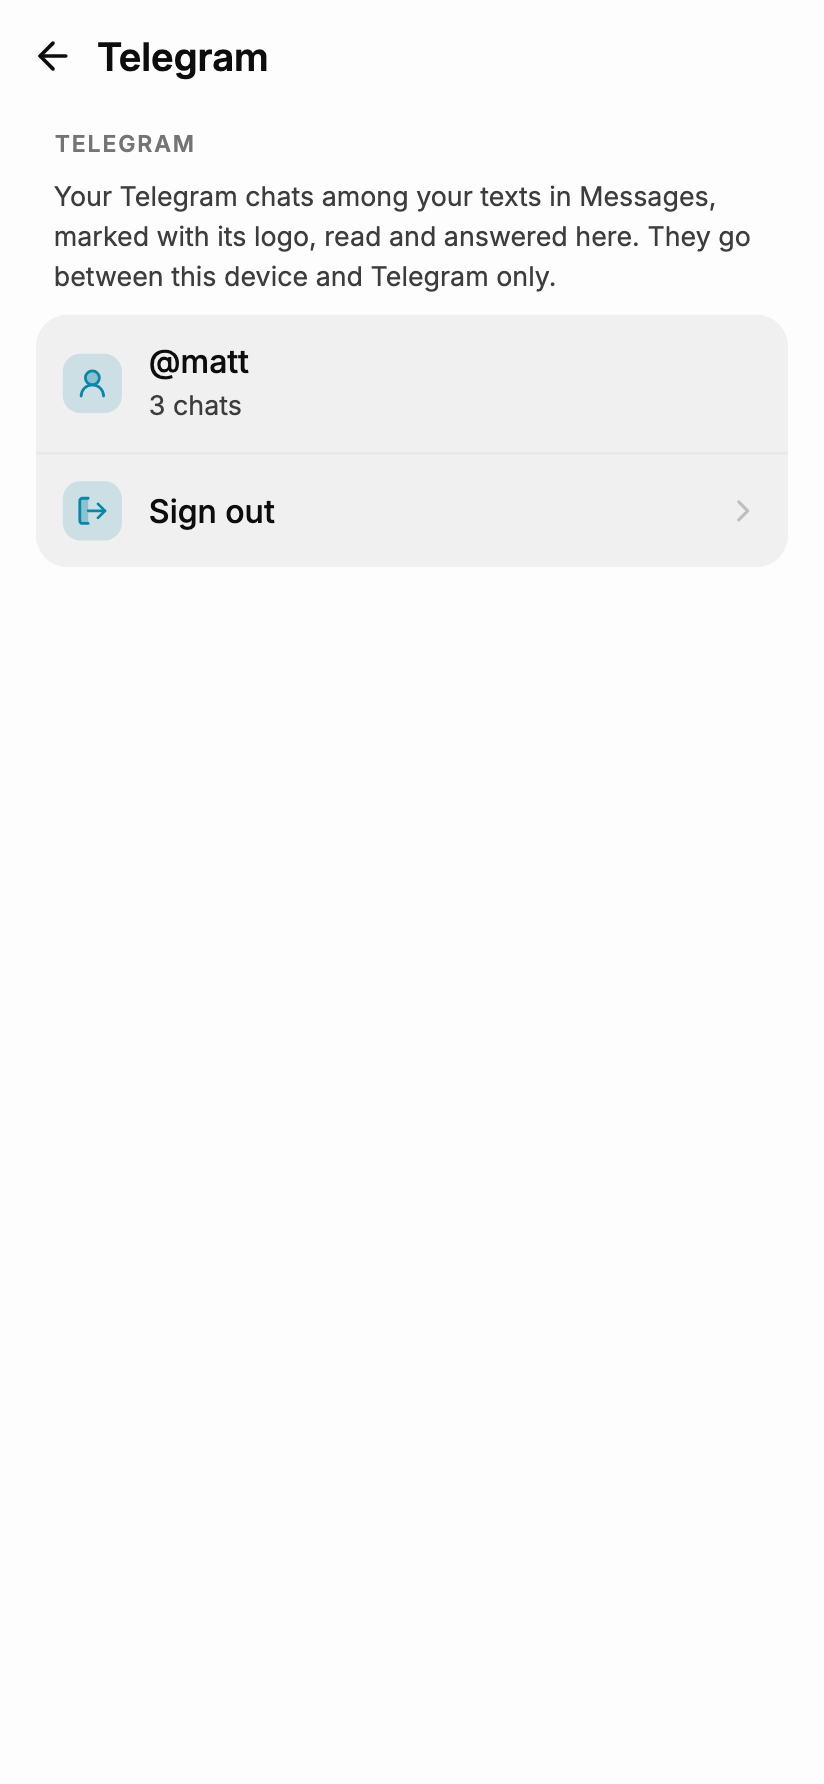 Telegram
TELEGRAM
Your Telegram chats among your texts in Messages,
marked with its logo, read and answered here. They go
between this device and Telegram only.
@matt
3 chats
Sign out